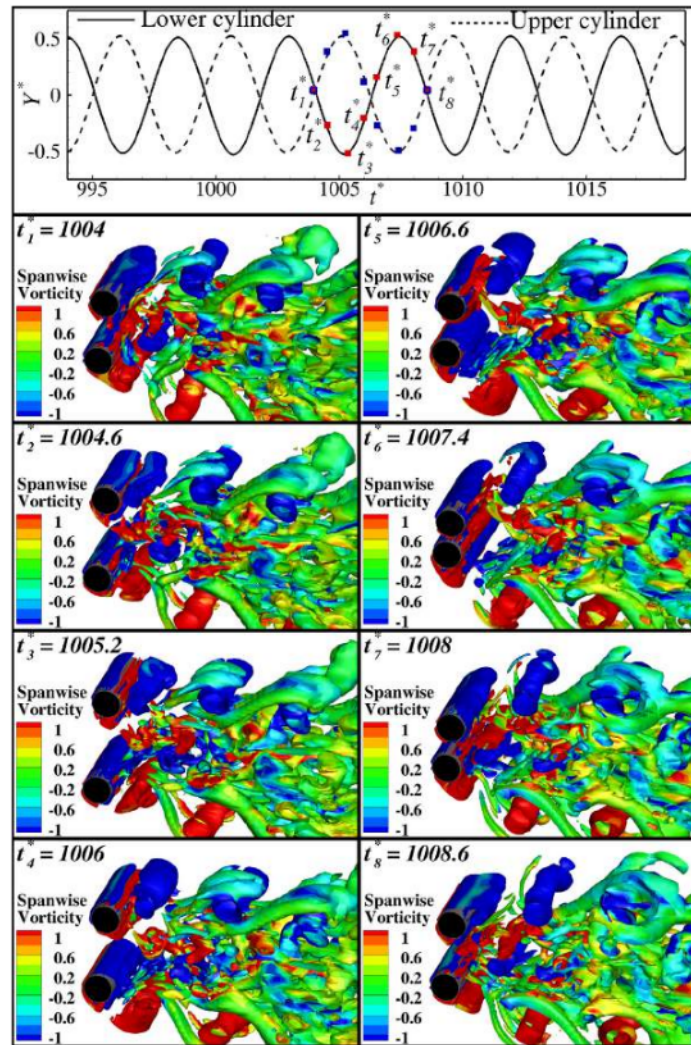 Lower cylinder Upper cylinder
0.5
0
-0.5
Y*
t₁*
t₂*
t₃*
t₄*
t₅*
t₆*
t₇*
t₈*
995 1000 1005 1010 1015
t*
t₁* = 1004
Spanwise
Vorticity
1
0.6
0.2
-0.2
-0.6
-1
t₅* = 1006.6
Spanwise
Vorticity
1
0.6
0.2
-0.2
-0.6
-1
t₂* = 1004.6
Spanwise
Vorticity
1
0.6
0.2
-0.2
-0.6
-1
t₆* = 1007.4
Spanwise
Vorticity
1
0.6
0.2
-0.2
-0.6
-1
t₃* = 1005.2
Spanwise
Vorticity
1
0.6
0.2
-0.2
-0.6
-1
t₇* = 1008
Spanwise
Vorticity
1
0.6
0.2
-0.2
-0.6
-1
t₄* = 1006
Spanwise
Vorticity
1
0.6
0.2
-0.2
-0.6
-1
t₈* = 1008.6
Spanwise
Vorticity
1
0.6
0.2
-0.2
-0.6
-1